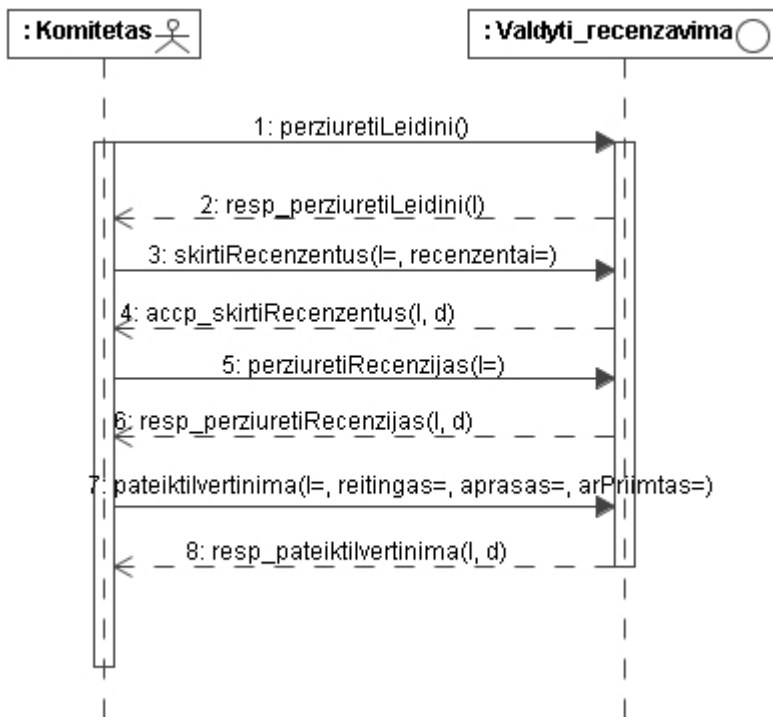 : Komitetas
: Valdyti_recenzavima
1: perziuretiLeidini()
2: resp_perziuretiLeidini(l)
3: skirtiRecenzentus(l=, recenzentai=)
4: accp_skirtiRecenzentus(l, d)
5: perziuretiRecenzijas(l=)
6: resp_perziuretiRecenzijas(l, d)
7: pateiktiIvertinima(l=, reitingas=, aprasas=, arPriimtas=)
8: resp_pateiktiIvertinima(l, d)